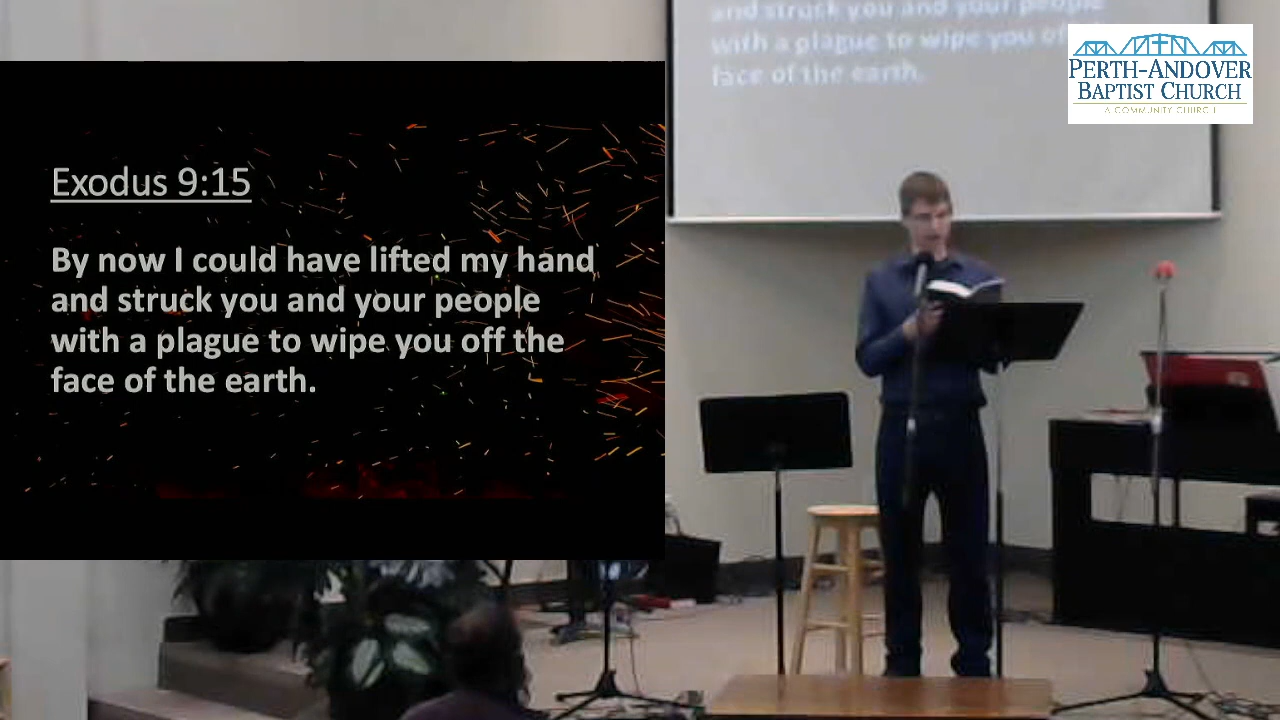 Exodus 9:15
By now I could have lifted my hand
and struck you and your people
with a plague to wipe you off the
face of the earth.
and struck you and your people
with a plague to wipe you of
face of the earth.
PERTH-ANDOVER
BAPTIST CHURCH
A COMMUNITY CHURCH